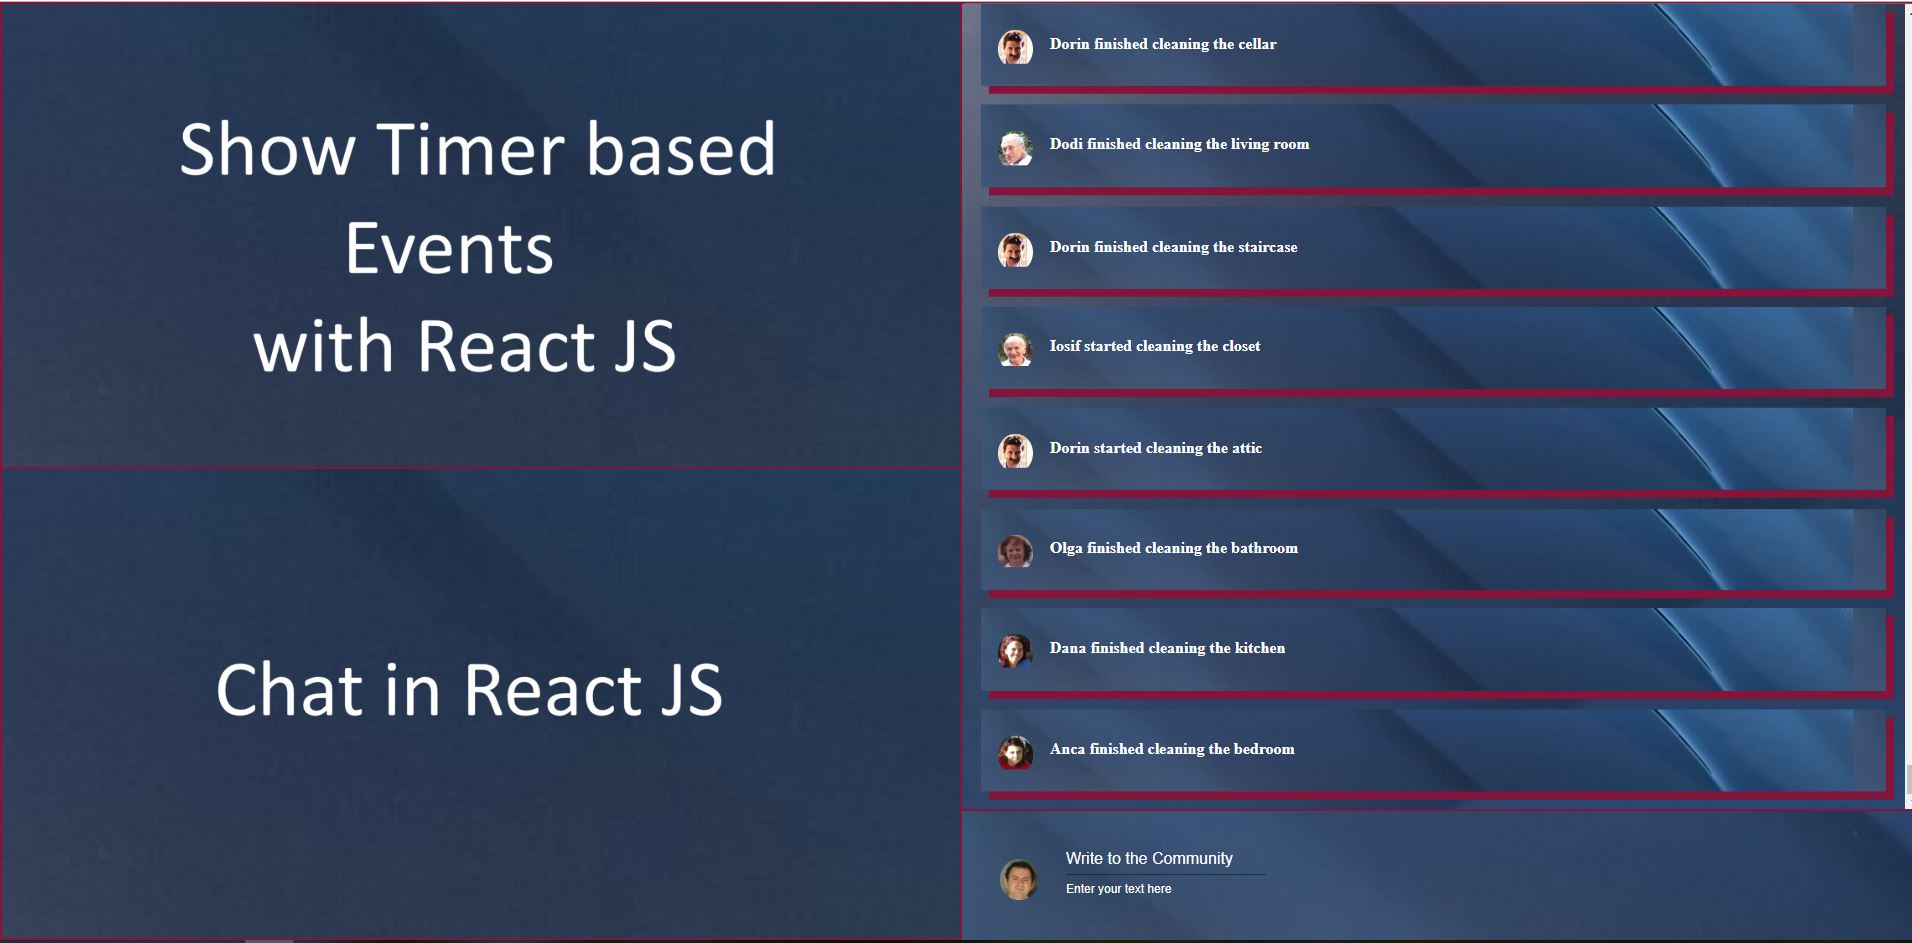 Show Timer based
Events
with React JS
Chat in React JS
Dorin finished cleaning the cellar
Dodi finished cleaning the living room
Dorin finished cleaning the staircase
Iosif started cleaning the closet
Dorin started cleaning the attic
Olga finished cleaning the bathroom
Dana finished cleaning the kitchen
Anca finished cleaning the bedroom
Write to the Community
Enter your text here